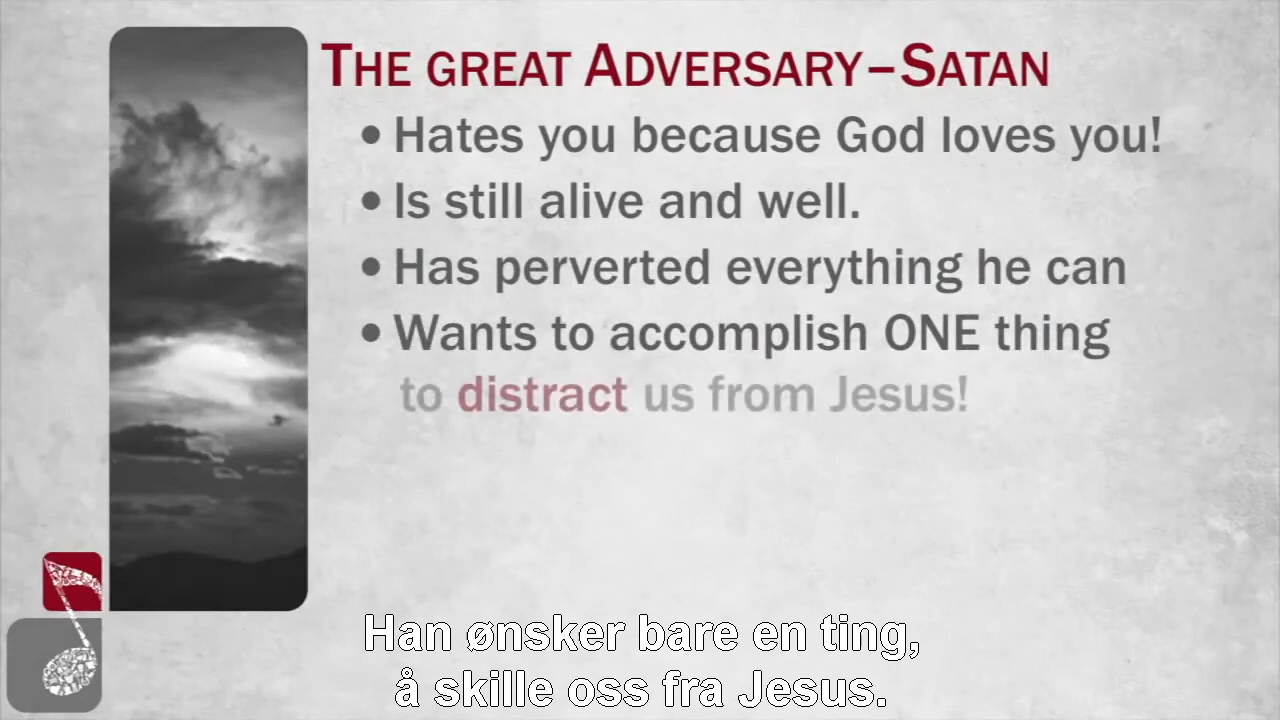 THE GREAT ADVERSARY–SATAN
• Hates you because God loves you!
• Is still alive and well.
• Has perverted everything he can
• Wants to accomplish ONE thing
to distract us from Jesus!
Han ønsker bare en ting,
å skille oss fra Jesus.